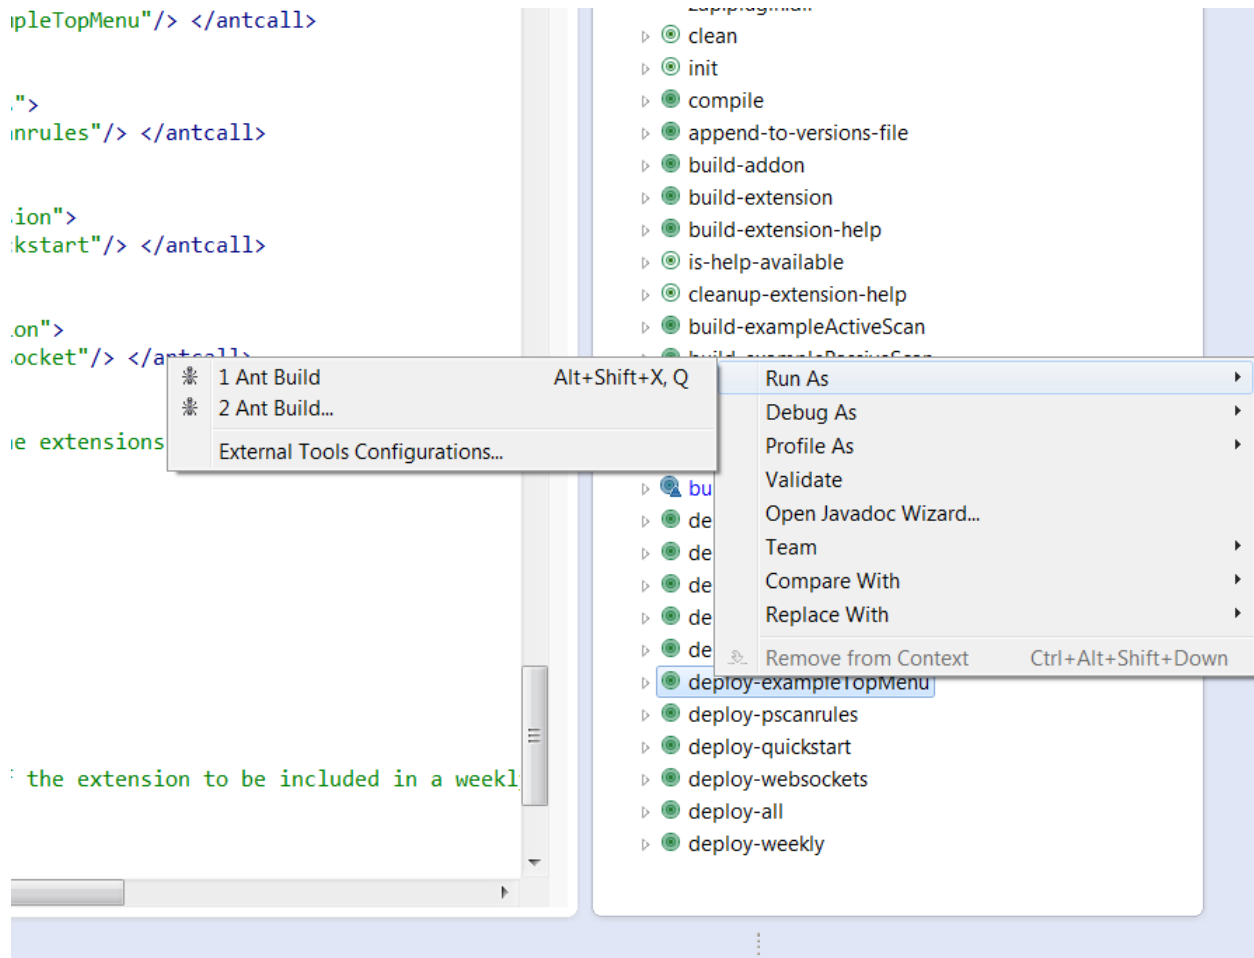 pleTopMenu"/> </antcall>
">
anrules"/> </antcall>
ion">
kstart"/> </antcall>
on">
ocket"/> </antcall>
e extensions
the extension to be included in a weekl
clean
init
compile
append-to-versions-file
build-addon
build-extension
build-extension-help
is-help-available
cleanup-extension-help
build-exampleActiveScan
build-examplePassiveScan
1 Ant Build Alt+Shift+X, Q
2 Ant Build...
External Tools Configurations...
Run As
Debug As
Profile As
Validate
Open Javadoc Wizard...
Team
Compare With
Replace With
Remove from Context Ctrl+Alt+Shift+Down
bu
de
de
de
de
de
deploy-exampleTopMenu
deploy-pscanrules
deploy-quickstart
deploy-websockets
deploy-all
deploy-weekly